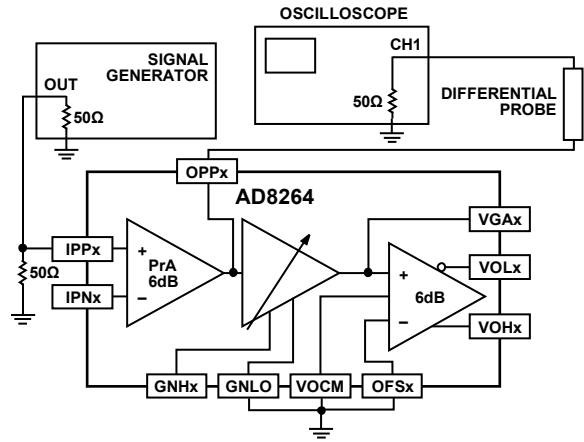 OSCILLOSCOPE
SIGNAL
GENERATOR
OUT
50Ω
CH1
50Ω
DIFFERENTIAL
PROBE
OPPx
AD8264
VGAx
IPPx
+
PrA
6dB
–
50Ω
IPNx
+
6dB
–
VOLx
VOHx
GNHx
GNLO
VOCM
OFSx